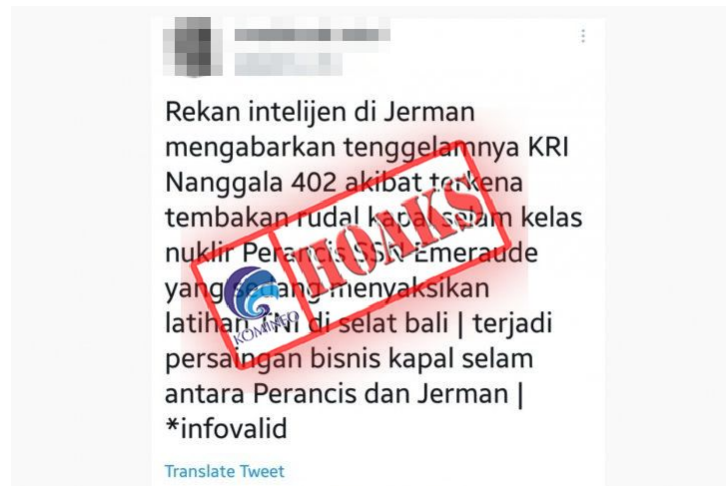 Rekan intelijen di Jerman
mengabarkan tenggelamnya KRI
Nanggala 402 akibat terkena
tembakan rudal kapal selam kelas
nuklir Perancis SSN Emeraude
yang sedang menyaksikan
latihan TNI di selat bali | terjadi
persaingan bisnis kapal selam
antara Perancis dan Jerman |
*infovalid
HOAKS
KOMINFO
Translate Tweet